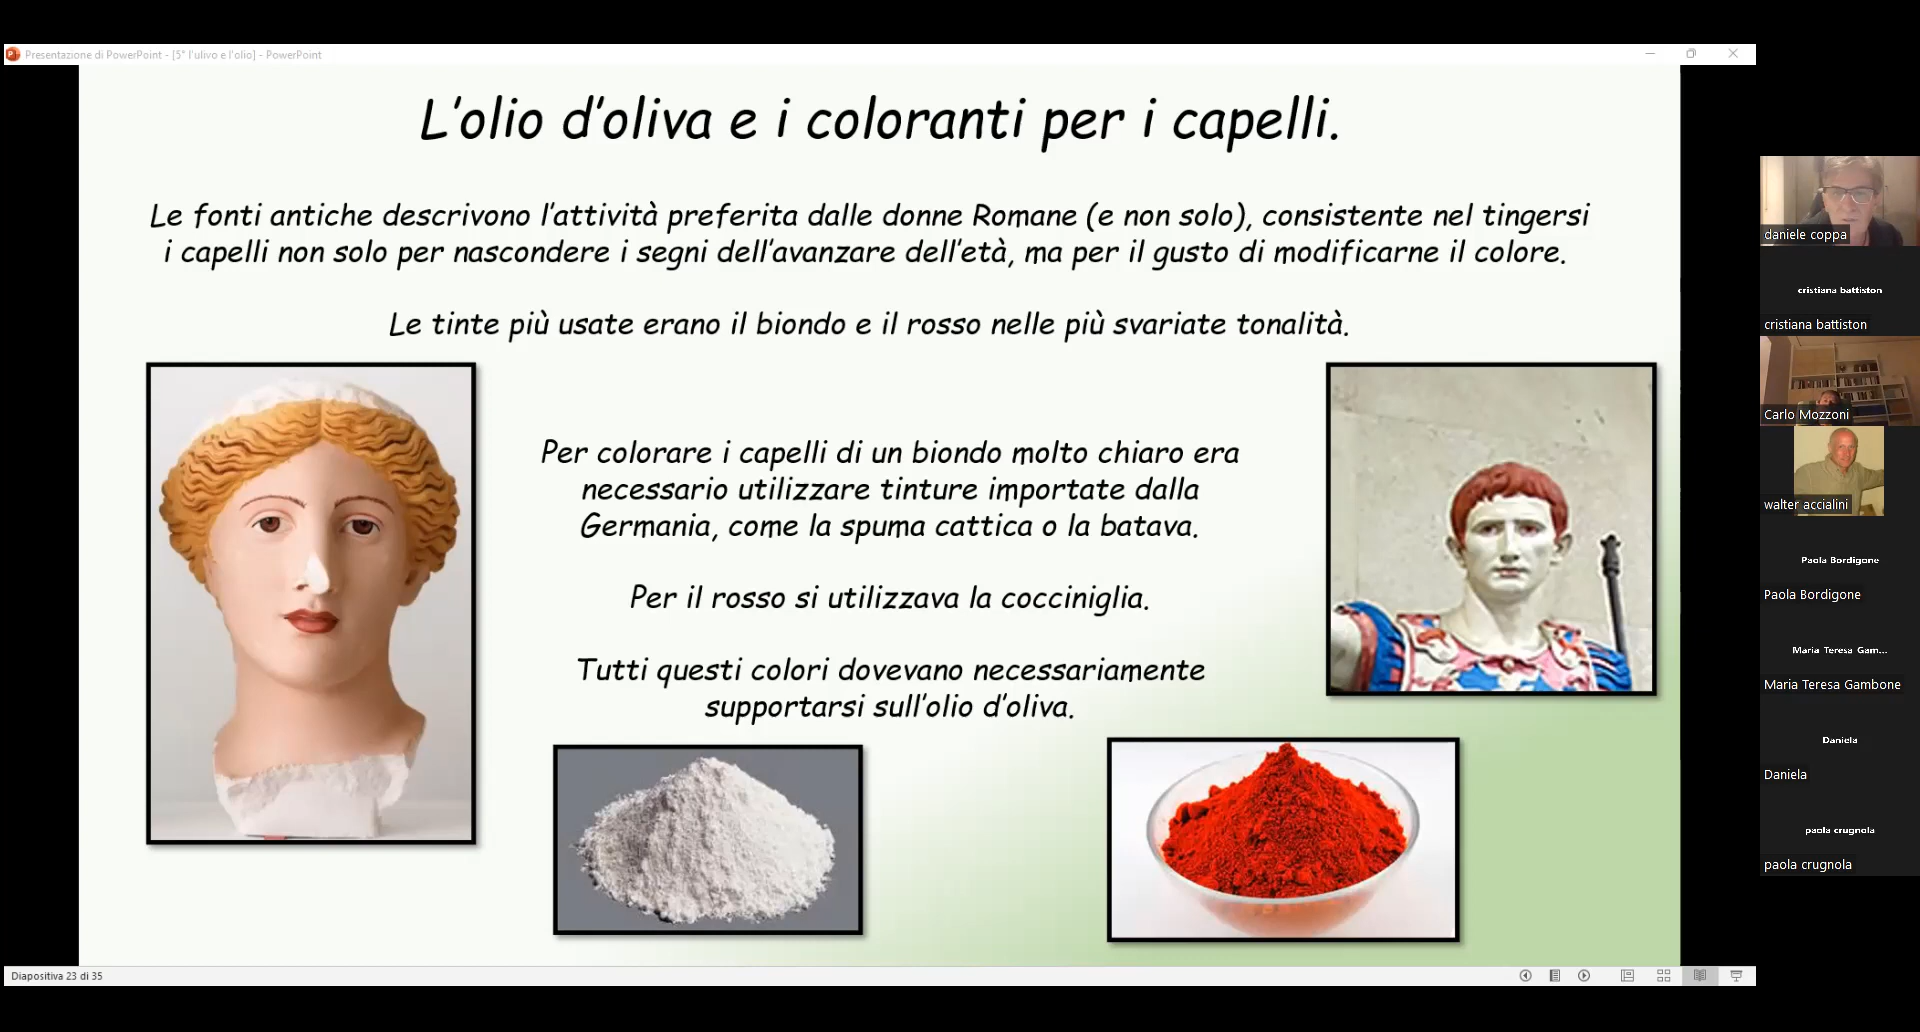 Presentazione di PowerPoint - [5° l'ulivo e l'olio] - PowerPoint
L'olio d'oliva e i coloranti per i capelli.
Le fonti antiche descrivono l'attività preferita dalle donne Romane (e non solo), consistente nel tingersi
i capelli non solo per nascondere i segni dell'avanzare dell'età, ma per il gusto di modificarne il colore.
Le tinte più usate erano il biondo e il rosso nelle più svariate tonalità.
Per colorare i capelli di un biondo molto chiaro era
necessario utilizzare tinture importate dalla
Germania, come la spuma cattica o la batava.
Per il rosso si utilizzava la cocciniglia.
Tutti questi colori dovevano necessariamente
supportarsi sull'olio d'oliva.
Diapositiva 23 di 35
daniele coppa
cristiana battiston
cristiana battiston
Carlo Mozzoni
walter accialini
Paola Bordigone
Paola Bordigone
Maria Teresa Gam...
Maria Teresa Gambone
Daniela
Daniela
paola crugnola
paola crugnola